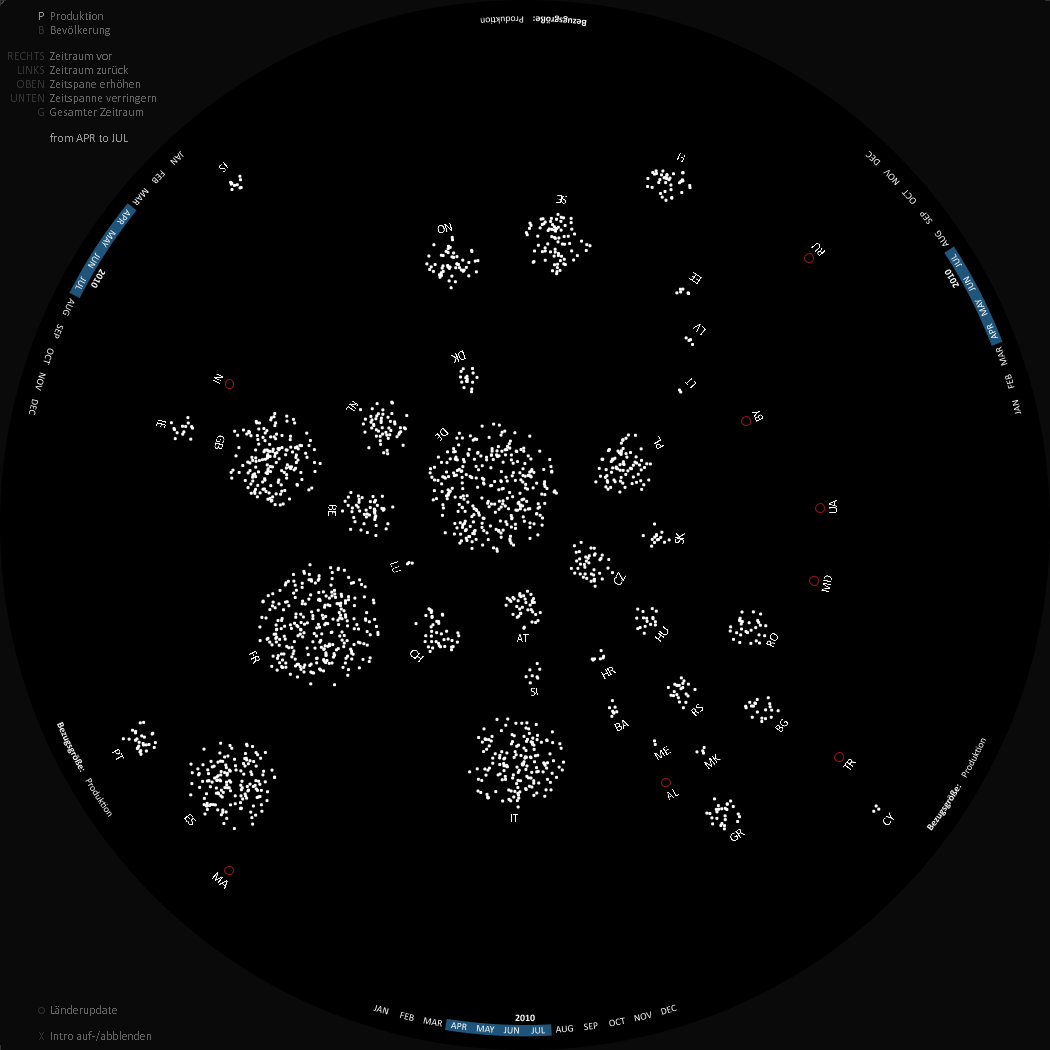 P Produktion
B Bevölkerung
RECHTS Zeitraum vor
LINKS Zeitraum zurück
OBEN Zeitspane erhöhen
UNTEN Zeitspanne verringern
G Gesamter Zeitraum
from APR to JUL
Bezugsgröße: Produktion
JAN FEB MAR APR MAY JUN JUL AUG SEP OCT NOV DEC
2010
JAN FEB MAR APR MAY JUN JUL AUG SEP OCT NOV DEC
2010
IS
FI
SE
NO
RU
EE
LV
DK
LT
NI
NL
BY
IE
GB
DE
PL
BE
UA
SK
LU
CZ
MD
AT
HU
RO
FR
CH
HR
SI
RS
BA
BG
PT
ME
MK
TR
AL
ES
IT
GR
CY
MA
Bezugsgröße: Produktion
Bezugsgröße: Produktion
O Länderupdate
X Intro auf-/abblenden
2010
JAN FEB MAR APR MAY JUN JUL AUG SEP OCT NOV DEC